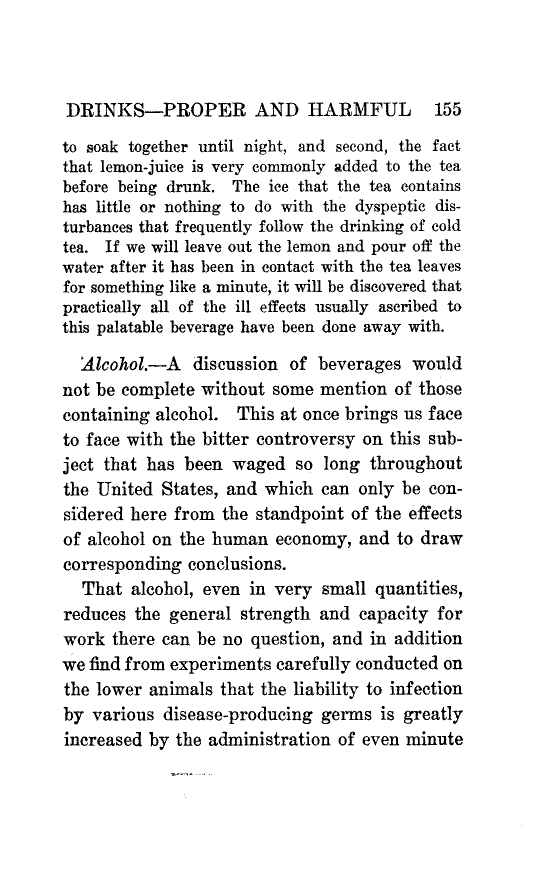 DRINKS—PROPER AND HARMFUL 155
to soak together until night, and second, the fact
that lemon-juice is very commonly added to the tea
before being drunk. The ice that the tea contains
has little or nothing to do with the dyspeptic dis-
turbances that frequently follow the drinking of cold
tea. If we will leave out the lemon and pour off the
water after it has been in contact with the tea leaves
for something like a minute, it will be discovered that
practically all of the ill effects usually ascribed to
this palatable beverage have been done away with.
Alcohol.—A discussion of beverages would
not be complete without some mention of those
containing alcohol. This at once brings us face
to face with the bitter controversy on this sub-
ject that has been waged so long throughout
the United States, and which can only be con-
sidered here from the standpoint of the effects
of alcohol on the human economy, and to draw
corresponding conclusions.
That alcohol, even in very small quantities,
reduces the general strength and capacity for
work there can be no question, and in addition
we find from experiments carefully conducted on
the lower animals that the liability to infection
by various disease-producing germs is greatly
increased by the administration of even minute